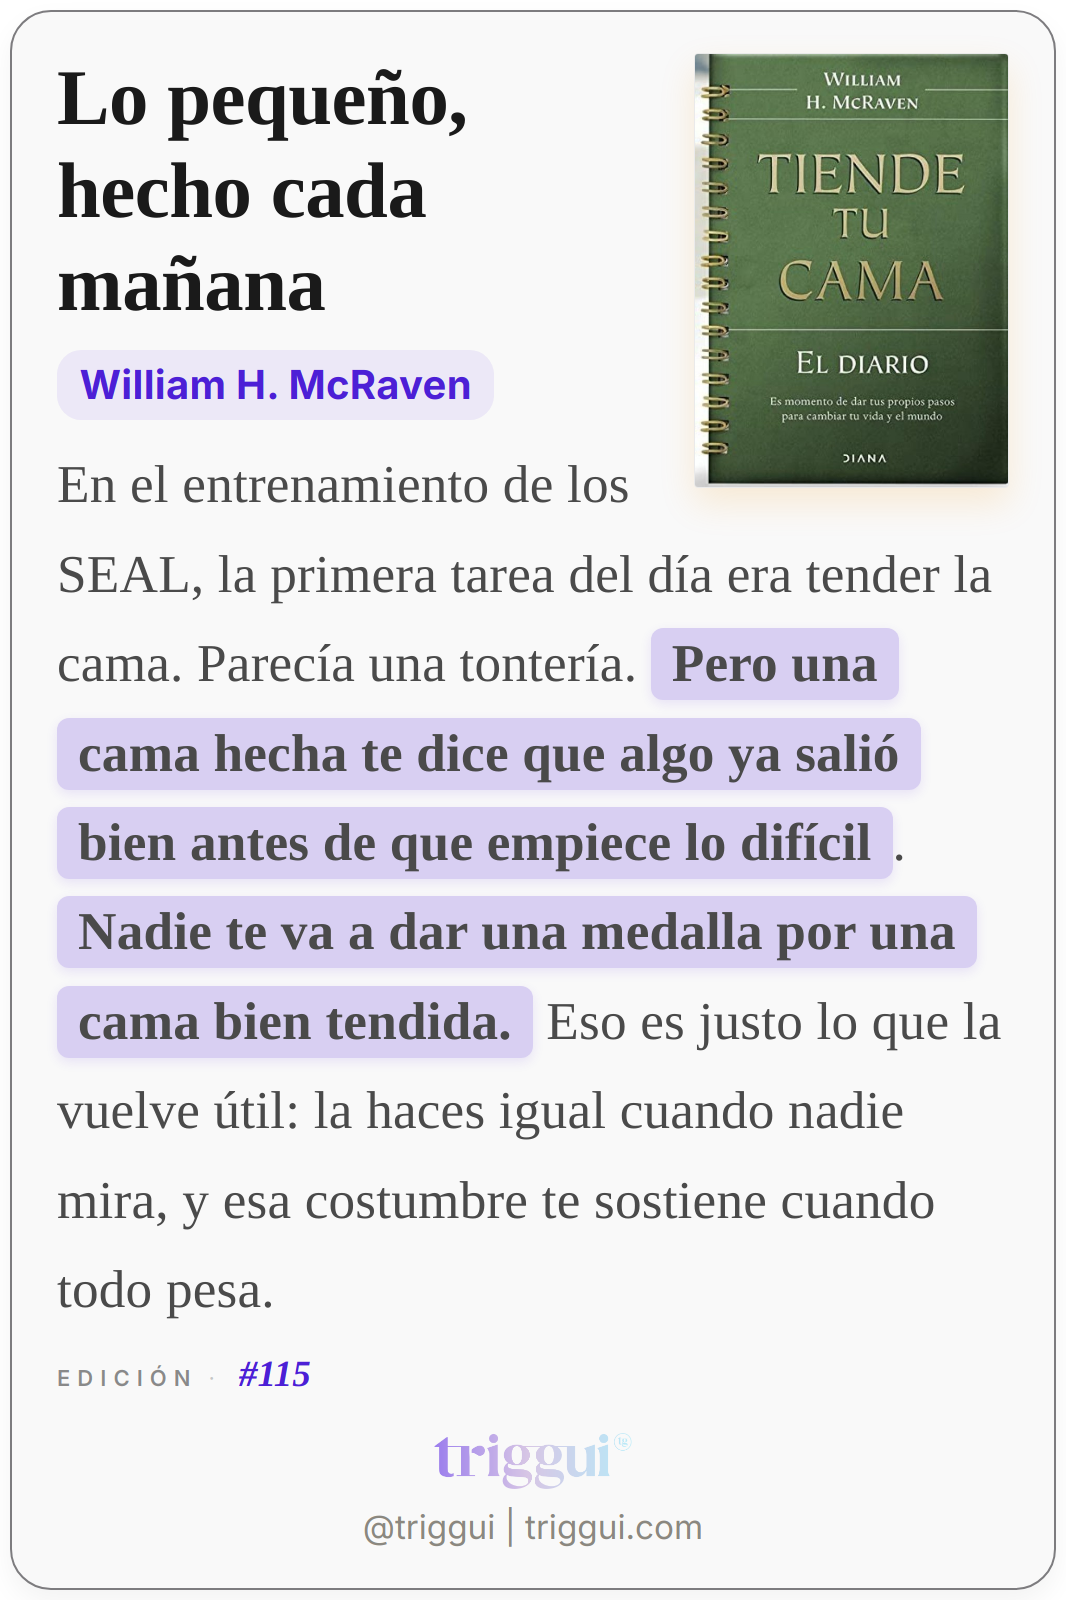 Lo pequeño,
hecho cada
mañana
William H. McRaven
WILLIAM
H. MCRAVEN
TIENDE
TU
CAMA
EL DIARIO
Es momento de dar tus propios pasos
para cambiar tu vida y el mundo
DIANA
En el entrenamiento de los
SEAL, la primera tarea del día era tender la
cama. Parecía una tontería. Pero una
cama hecha te dice que algo ya salió
bien antes de que empiece lo difícil.
Nadie te va a dar una medalla por una
cama bien tendida. Eso es justo lo que la
vuelve útil: la haces igual cuando nadie
mira, y esa costumbre te sostiene cuando
todo pesa.
EDICIÓN · #115
triggui tg
@triggui | triggui.com